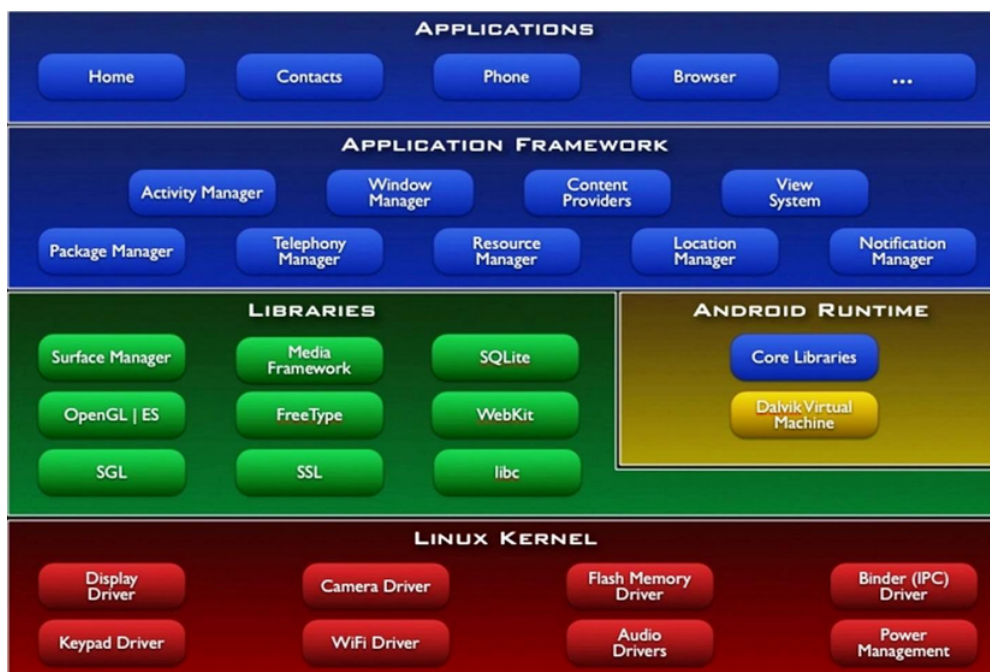 APPLICATIONS
Home
Contacts
Phone
Browser
...
APPLICATION FRAMEWORK
Activity Manager
Window
Manager
Content
Providers
View
System
Package Manager
Telephony
Manager
Resource
Manager
Location
Manager
Notification
Manager
LIBRARIES
Surface Manager
Media
Framework
SQLite
OpenGL | ES
FreeType
WebKit
SGL
SSL
libc
ANDROID RUNTIME
Core Libraries
Dalvik Virtual
Machine
LINUX KERNEL
Display
Driver
Camera Driver
Flash Memory
Driver
Binder (IPC)
Driver
Keypad Driver
WiFi Driver
Audio
Drivers
Power
Management